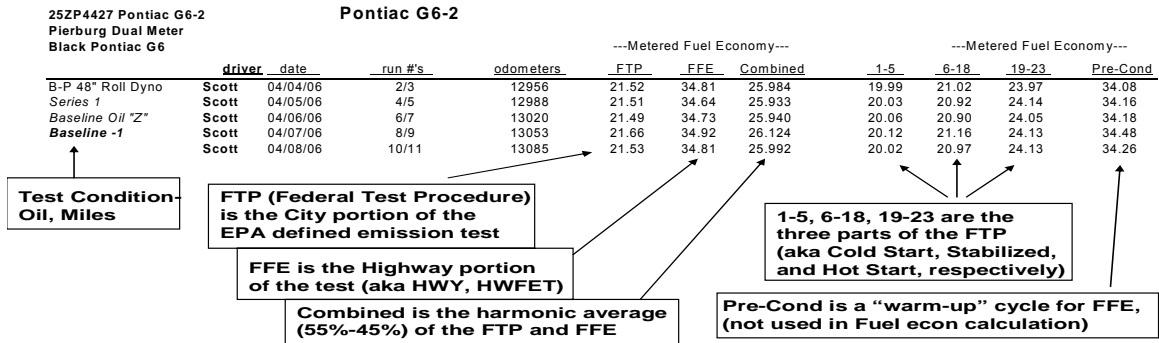 25ZP4427 Pontiac G6-2 Pontiac G6-2
Pierburg Dual Meter
Black Pontiac G6 ---Metered Fuel Economy--- ---Metered Fuel Economy---
driver date run #'s odometers FTP FFE Combined 1-5 6-18 19-23 Pre-Cond
B-P 48" Roll Dyno Scott 04/04/06 2/3 12956 21.52 34.81 25.984 19.99 21.02 23.97 34.08
Series 1 Scott 04/05/06 4/5 12988 21.51 34.64 25.933 20.03 20.92 24.14 34.16
Baseline Oil "Z" Scott 04/06/06 6/7 13020 21.49 34.73 25.940 20.06 20.90 24.05 34.18
Baseline -1 Scott 04/07/06 8/9 13053 21.66 34.92 26.124 20.12 21.16 24.13 34.48
Scott 04/08/06 10/11 13085 21.53 34.81 25.992 20.02 20.97 24.13 34.26
Test Condition-
Oil, Miles
FTP (Federal Test Procedure)
is the City portion of the
EPA defined emission test
FFE is the Highway portion
of the test (aka HWY, HWFET)
Combined is the harmonic average
(55%-45%) of the FTP and FFE
1-5, 6-18, 19-23 are the
three parts of the FTP
(aka Cold Start, Stabilized,
and Hot Start, respectively)
Pre-Cond is a “warm-up” cycle for FFE,
(not used in Fuel econ calculation)